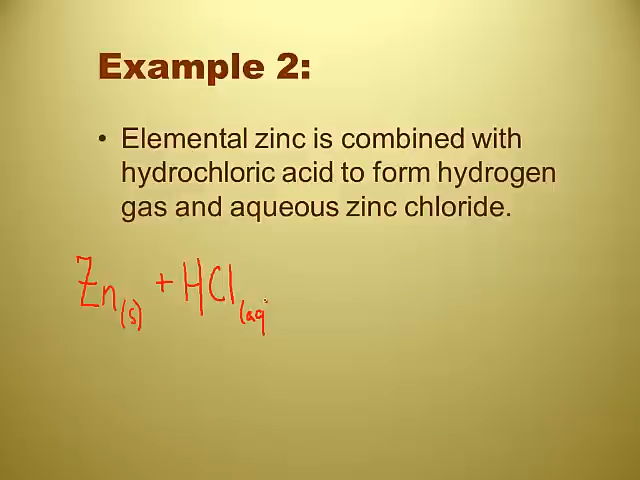 Example 2:
• Elemental zinc is combined with
hydrochloric acid to form hydrogen
gas and aqueous zinc chloride.
Zn(s) + HCl(aq